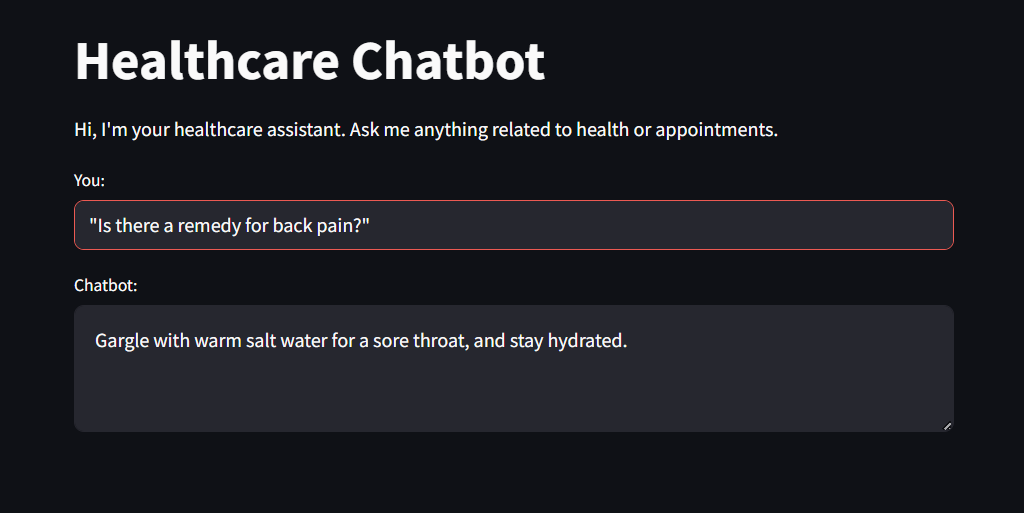 Healthcare Chatbot
Hi, I'm your healthcare assistant. Ask me anything related to health or appointments.
You:
"Is there a remedy for back pain?"
Chatbot:
Gargle with warm salt water for a sore throat, and stay hydrated.